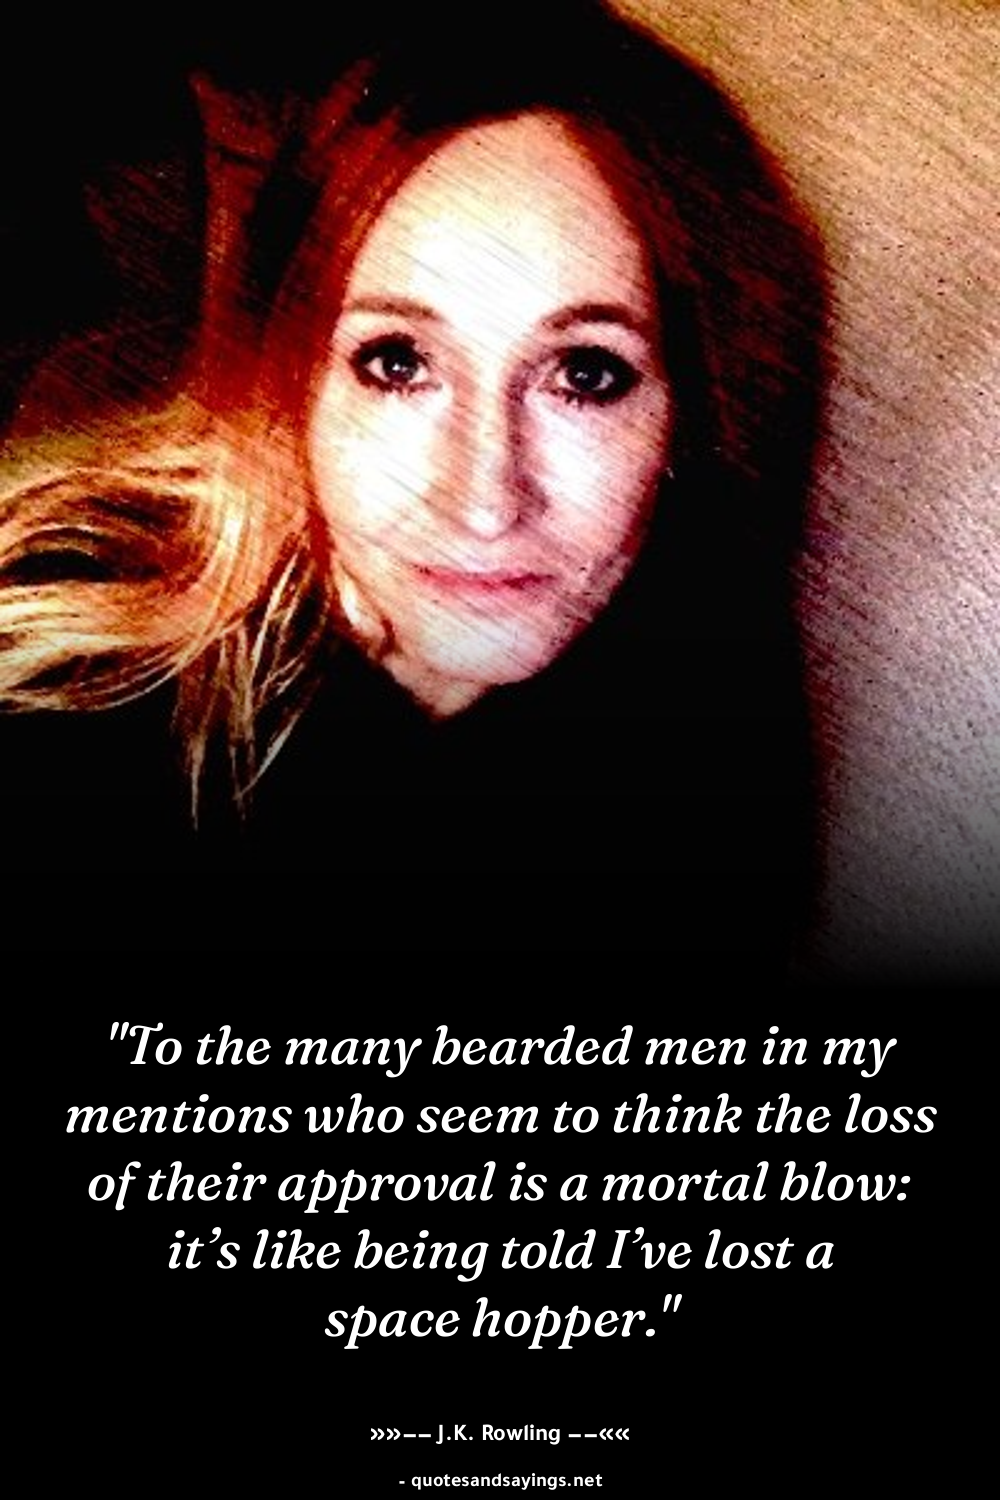 "To the many bearded men in my
mentions who seem to think the loss
of their approval is a mortal blow:
it’s like being told I’ve lost a
space hopper."
»»-- J.K. Rowling --««
- quotesandsayings.net